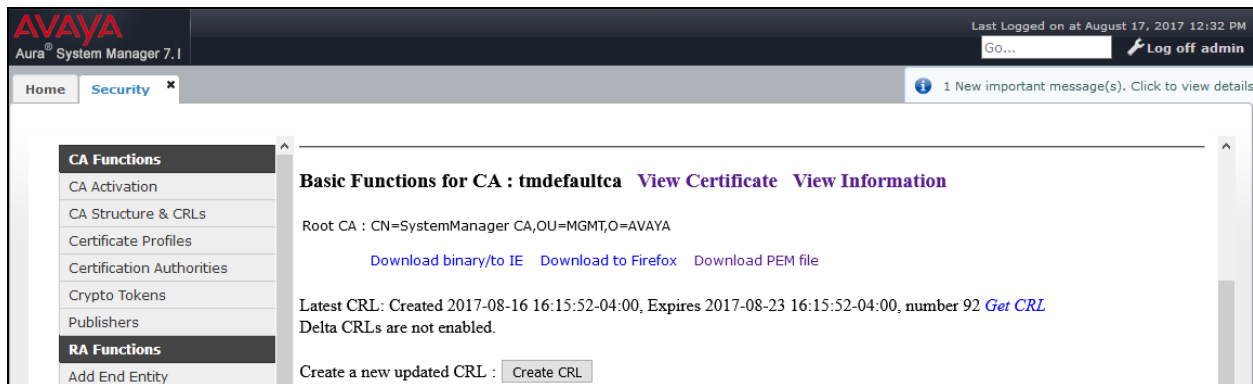 AVAYA
Aura® System Manager 7.1
Last Logged on at August 17, 2017 12:32 PM
Go...
Log off admin
Home
Security ×
1 New important message(s). Click to view details
CA Functions
CA Activation
CA Structure & CRLs
Certificate Profiles
Certification Authorities
Crypto Tokens
Publishers
RA Functions
Add End Entity
Basic Functions for CA : tmdefaultca View Certificate View Information
Root CA : CN=SystemManager CA,OU=MGMT,O=AVAYA
Download binary/to IE Download to Firefox Download PEM file
Latest CRL: Created 2017-08-16 16:15:52-04:00, Expires 2017-08-23 16:15:52-04:00, number 92 Get CRL
Delta CRLs are not enabled.
Create a new updated CRL : Create CRL